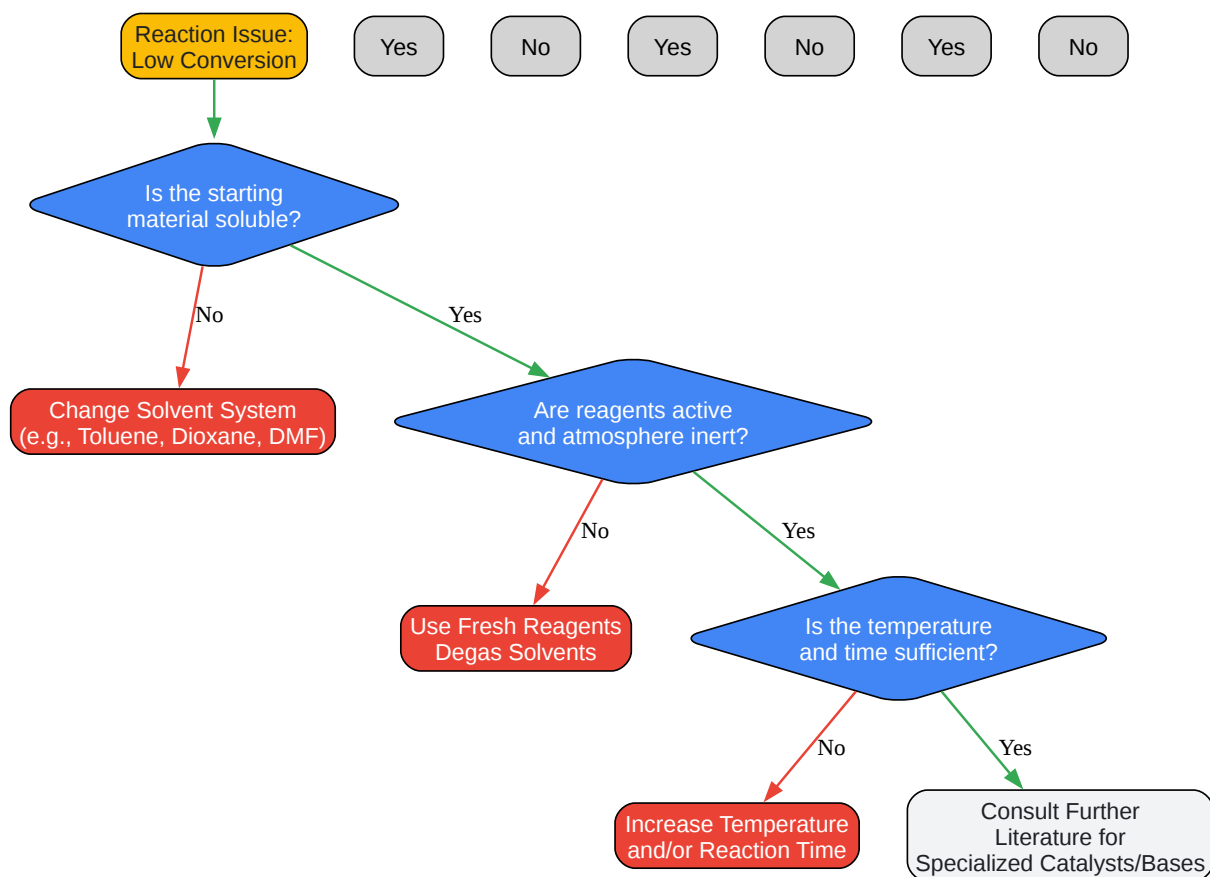 Reaction Issue:
Low Conversion
Yes
No
Yes
No
Yes
No
Is the starting
material soluble?
No
Yes
Change Solvent System
(e.g., Toluene, Dioxane, DMF)
Are reagents active
and atmosphere inert?
No
Yes
Use Fresh Reagents
Degas Solvents
Is the temperature
and time sufficient?
No
Yes
Increase Temperature
and/or Reaction Time
Consult Further
Literature for
Specialized Catalysts/Bases